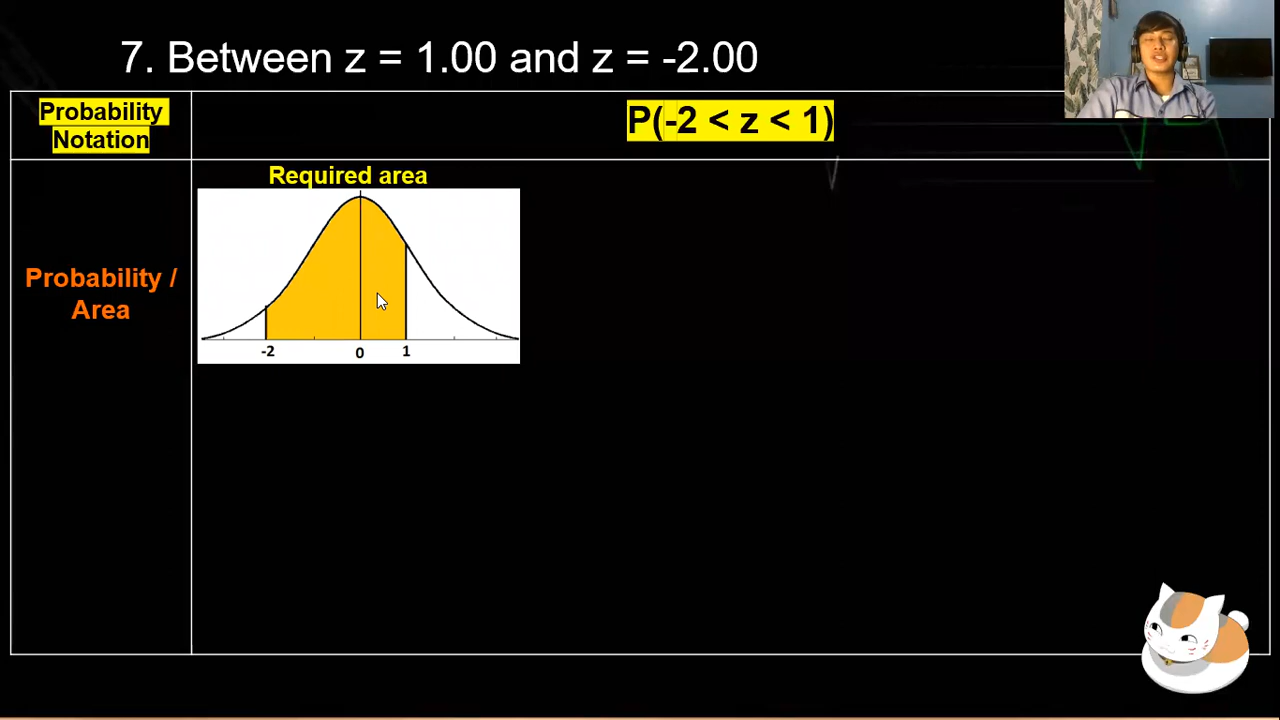 7. Between z = 1.00 and z = -2.00
Probability
Notation
P(-2 < z < 1)
Required area
Probability /
Area
-2 0 1